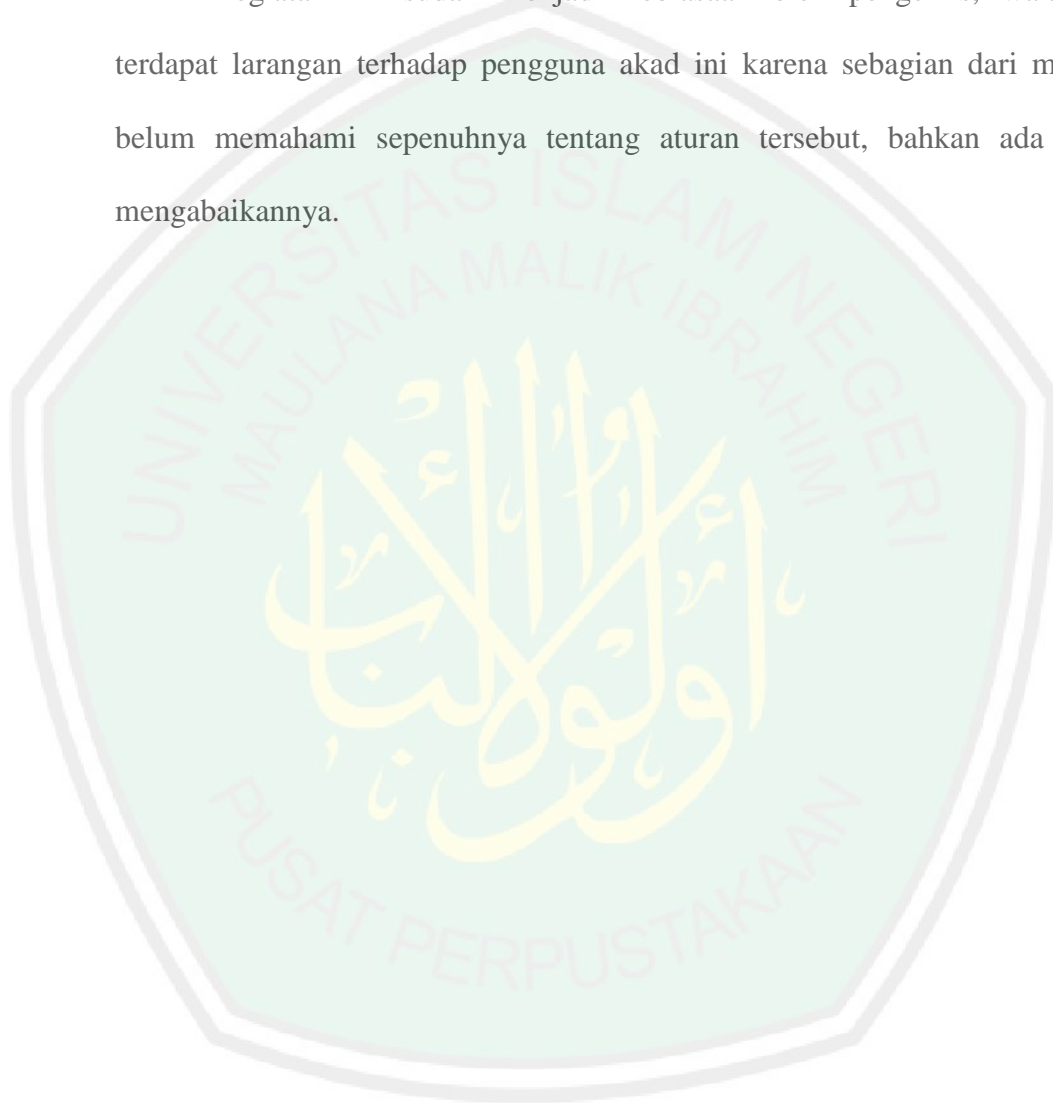 terdapat larangan terhadap pengguna akad ini karena sebagian dari m
belum memahami sepenuhnya tentang aturan tersebut, bahkan ada
mengabaikannya.
UNIVERSITAS ISLAM NEGERI
MAULANA MALIK IBRAHIM
أولوا الألباب
PUSAT PERPUSTAKAAN